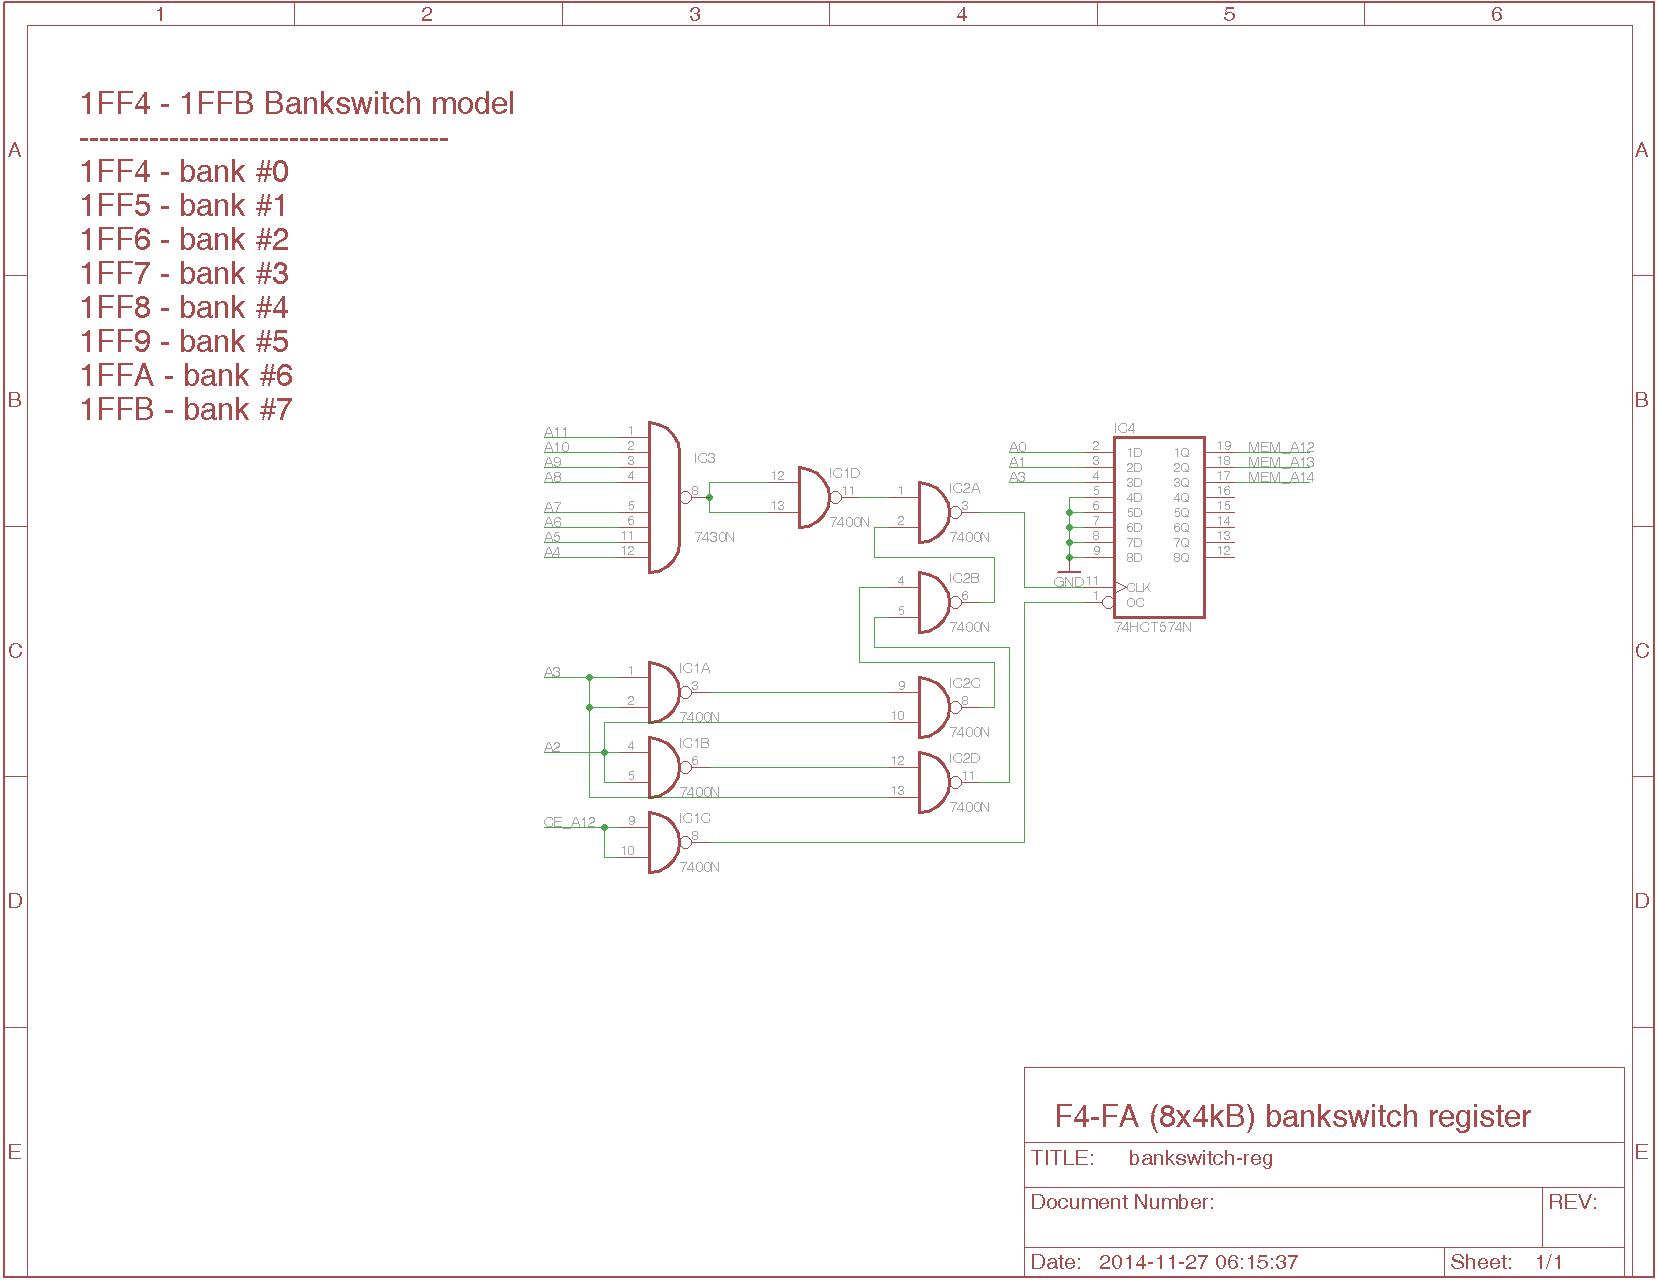 1 2 3 4 5 6
A A
B B
C C
D D
E E
1FF4 - 1FFB Bankswitch model
-------------------------------------
1FF4 - bank #0
1FF5 - bank #1
1FF6 - bank #2
1FF7 - bank #3
1FF8 - bank #4
1FF9 - bank #5
1FFA - bank #6
1FFB - bank #7
A11 1
A10 2
A9 3
A8 4
A7 5
A6 6
A5 11
A4 12
IC3
8
7430N
12
13
IC1D
11
7400N
1
2
IC2A
3
7400N
4
5
IC2B
6
7400N
A3 1
2
IC1A
3
7400N
9
10
IC2C
8
7400N
A2 4
5
IC1B
6
7400N
12
13
IC2D
11
7400N
CE_A12 9
10
IC1C
8
7400N
IC4
A0 2 1D 1Q 19 MEM_A12
A1 3 2D 2Q 18 MEM_A13
A3 4 3D 3Q 17 MEM_A14
5 4D 4Q 16
6 5D 5Q 15
7 6D 6Q 14
8 7D 7Q 13
9 8D 8Q 12
GND 11 CLK
1 OC
74HCT574N
F4-FA (8x4kB) bankswitch register
TITLE: bankswitch-reg
Document Number: REV:
Date: 2014-11-27 06:15:37 Sheet: 1/1